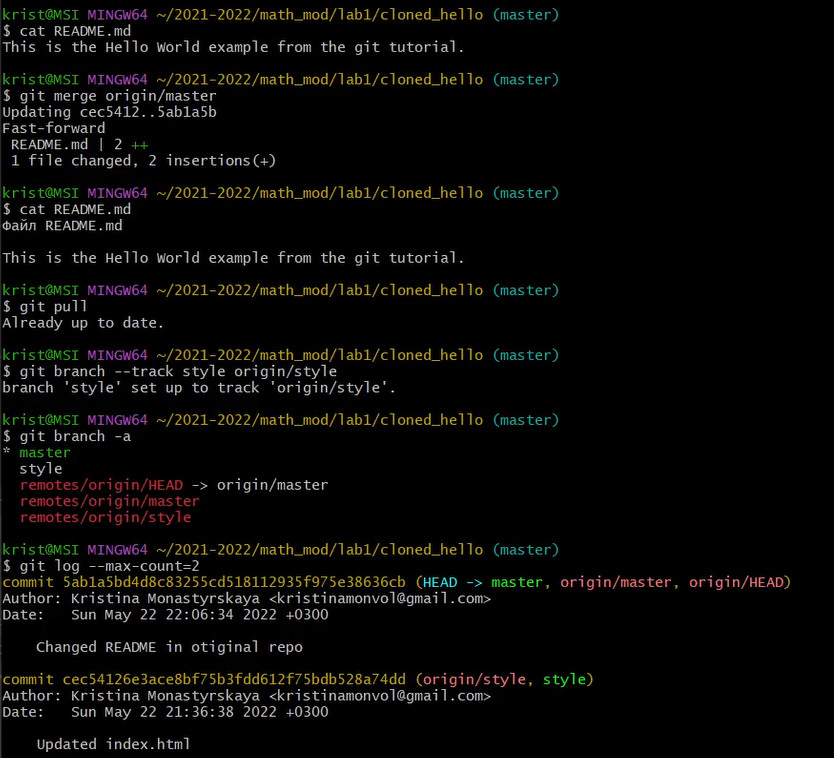 krist@MSI MINGW64 ~/2021-2022/math_mod/lab1/cloned_hello (master)
$ cat README.md
This is the Hello World example from the git tutorial.
krist@MSI MINGW64 ~/2021-2022/math_mod/lab1/cloned_hello (master)
$ git merge origin/master
Updating cec5412..5ab1a5b
Fast-forward
 README.md | 2 ++
 1 file changed, 2 insertions(+)
krist@MSI MINGW64 ~/2021-2022/math_mod/lab1/cloned_hello (master)
$ cat README.md
Файл README.md
This is the Hello World example from the git tutorial.
krist@MSI MINGW64 ~/2021-2022/math_mod/lab1/cloned_hello (master)
$ git pull
Already up to date.
krist@MSI MINGW64 ~/2021-2022/math_mod/lab1/cloned_hello (master)
$ git branch --track style origin/style
branch 'style' set up to track 'origin/style'.
krist@MSI MINGW64 ~/2021-2022/math_mod/lab1/cloned_hello (master)
$ git branch -a
* master
  style
  remotes/origin/HEAD -> origin/master
  remotes/origin/master
  remotes/origin/style
krist@MSI MINGW64 ~/2021-2022/math_mod/lab1/cloned_hello (master)
$ git log --max-count=2
commit 5ab1a5bd4d8c83255cd518112935f975e38636cb (HEAD -> master, origin/master, origin/HEAD)
Author: Kristina Monastyrskaya <kristinamonvol@gmail.com>
Date:   Sun May 22 22:06:34 2022 +0300
    Changed README in otiginal repo
commit cec54126e3ace8bf75b3fdd612f75bdb528a74dd (origin/style, style)
Author: Kristina Monastyrskaya <kristinamonvol@gmail.com>
Date:   Sun May 22 21:36:38 2022 +0300
    Updated index.html